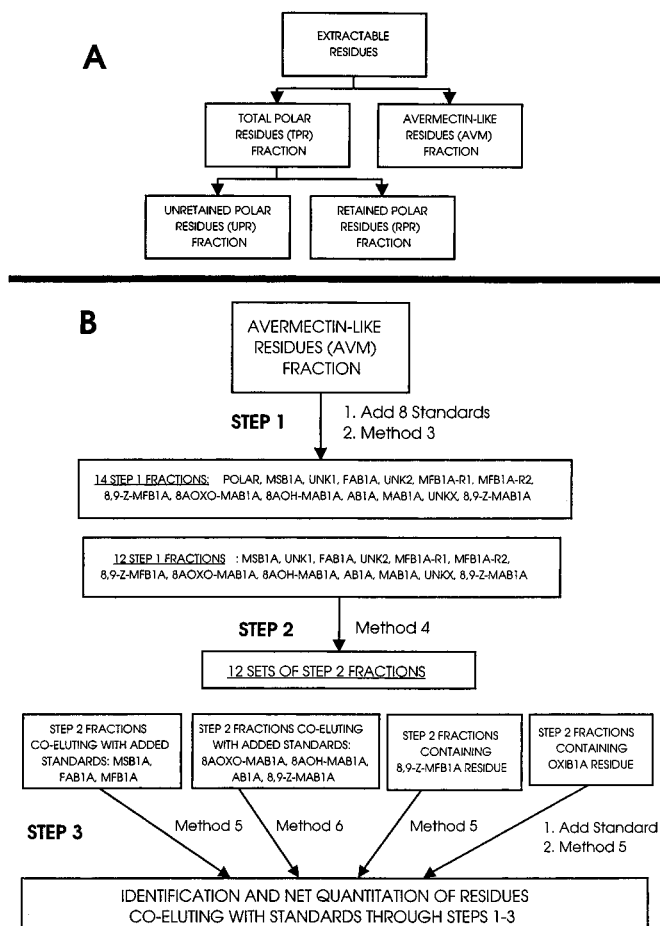 A
EXTRACTABLE
RESIDUES
TOTAL POLAR
RESIDUES (TPR)
FRACTION
AVERMECTIN-LIKE
RESIDUES (AVM)
FRACTION
UNRETAINED POLAR
RESIDUES (UPR)
FRACTION
RETAINED POLAR
RESIDUES (RPR)
FRACTION
B
AVERMECTIN-LIKE
RESIDUES (AVM)
FRACTION
STEP 1
1. Add 8 Standards
2. Method 3
14 STEP 1 FRACTIONS: POLAR, MSB1A, UNK1, FAB1A, UNK2, MFB1A-R1, MFB1A-R2,
8,9-Z-MFB1A, 8AOXO-MAB1A, 8AOH-MAB1A, AB1A, MAB1A, UNKX, 8,9-Z-MAB1A
12 STEP 1 FRACTIONS : MSB1A, UNK1, FAB1A, UNK2, MFB1A-R1, MFB1A-R2,
8,9-Z-MFB1A, 8AOXO-MAB1A, 8AOH-MAB1A, AB1A, MAB1A, UNKX, 8,9-Z-MAB1A
STEP 2
Method 4
12 SETS OF STEP 2 FRACTIONS
STEP 2 FRACTIONS
CO-ELUTING WITH ADDED
STANDARDS: MSB1A,
FAB1A, MFB1A
STEP 2 FRACTIONS CO-ELUTING
WITH ADDED STANDARDS:
8AOXO-MAB1A, 8AOH-MAB1A,
AB1A, 8,9-Z-MAB1A
STEP 2 FRACTIONS
CONTAINING
8,9-Z-MFB1A
RESIDUE
STEP 2 FRACTIONS
CONTAINING
OXIB1A RESIDUE
STEP 3
Method 5
Method 6
Method 5
1. Add Standard
2. Method 5
IDENTIFICATION AND NET QUANTITATION OF RESIDUES
CO-ELUTING WITH STANDARDS THROUGH STEPS 1-3